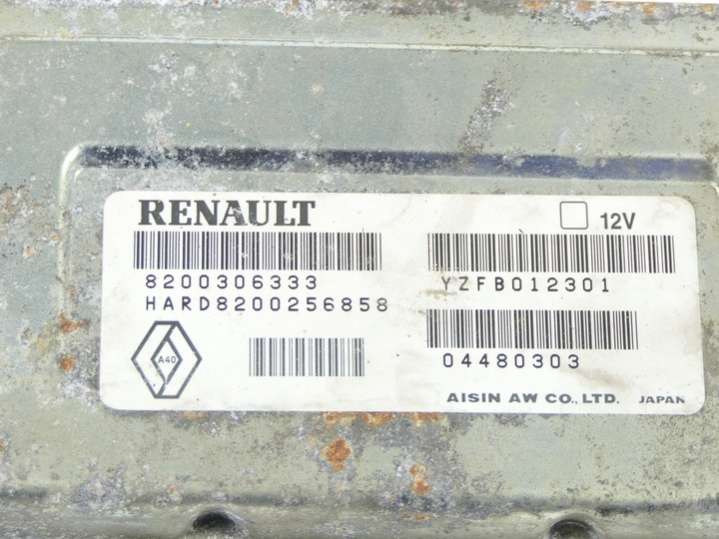 RENAULT
12V
8200306333
YZFB012301
HARD8200256858
A40
04480303
AISIN AW CO., LTD. JAPAN